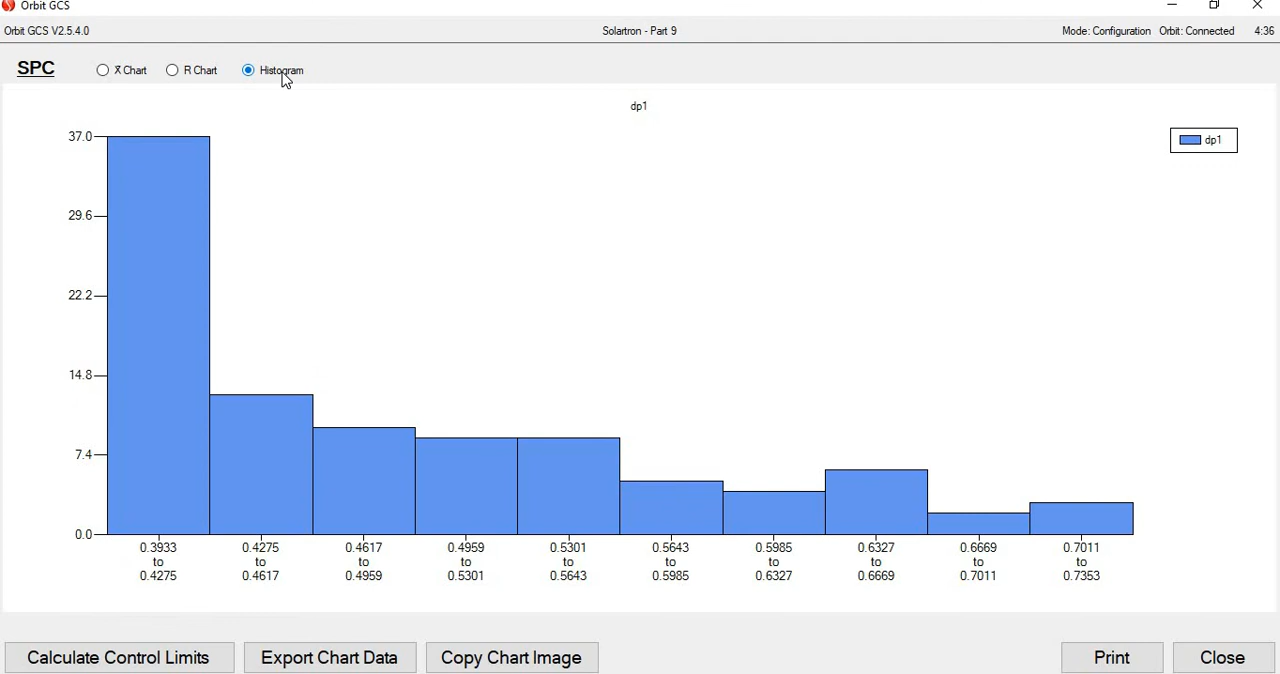 Orbit GCS
Orbit GCS V2.5.4.0 Solartron - Part 9 Mode: Configuration Orbit: Connected 4:36
SPC X̄ Chart R Chart Histogram
dp1
dp1
37.0
29.6
22.2
14.8
7.4
0.0
0.3933 0.4275 0.4617 0.4959 0.5301 0.5643 0.5985 0.6327 0.6669 0.7011
to to to to to to to to to to
0.4275 0.4617 0.4959 0.5301 0.5643 0.5985 0.6327 0.6669 0.7011 0.7353
Calculate Control Limits Export Chart Data Copy Chart Image Print Close